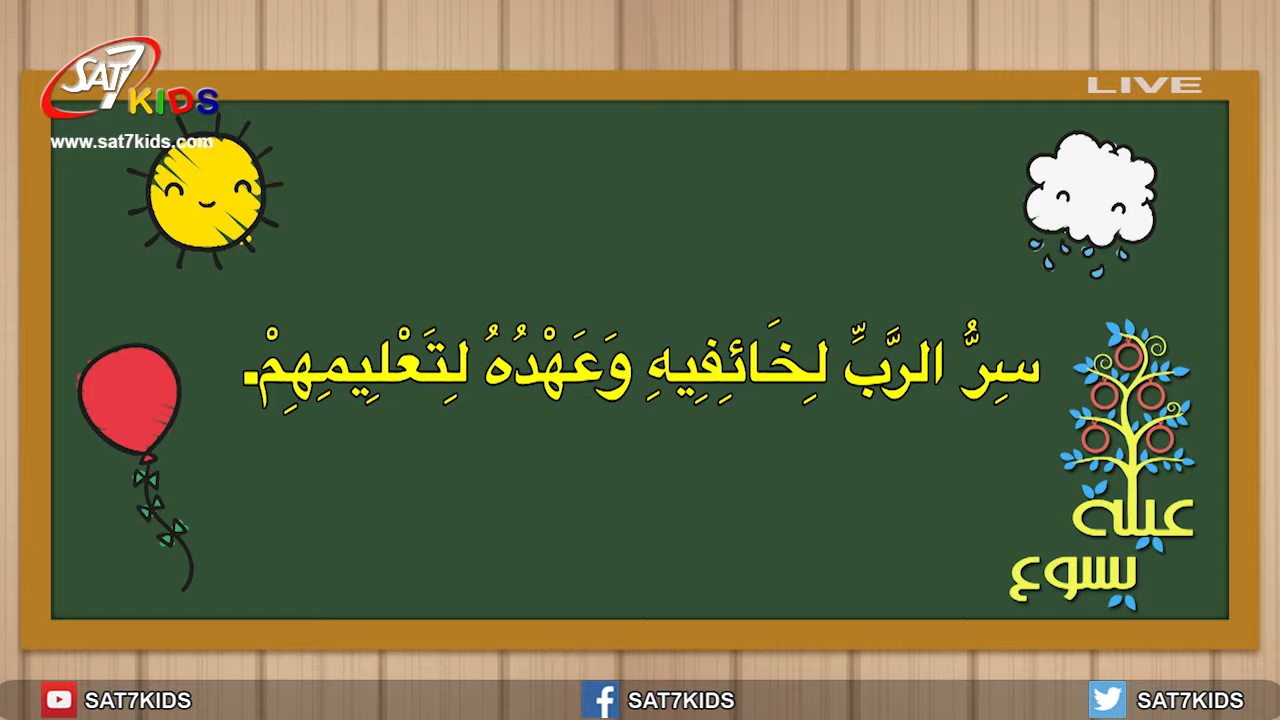 SAT7
KIDS
www.sat7kids.com
LIVE
سِرُّ الرَّبِّ لِخَائِفِيهِ وَعَهْدُهُ لِتَعْلِيمِهِمْ.
عيلة
يسوع
SAT7KIDS
SAT7KIDS
SAT7KIDS